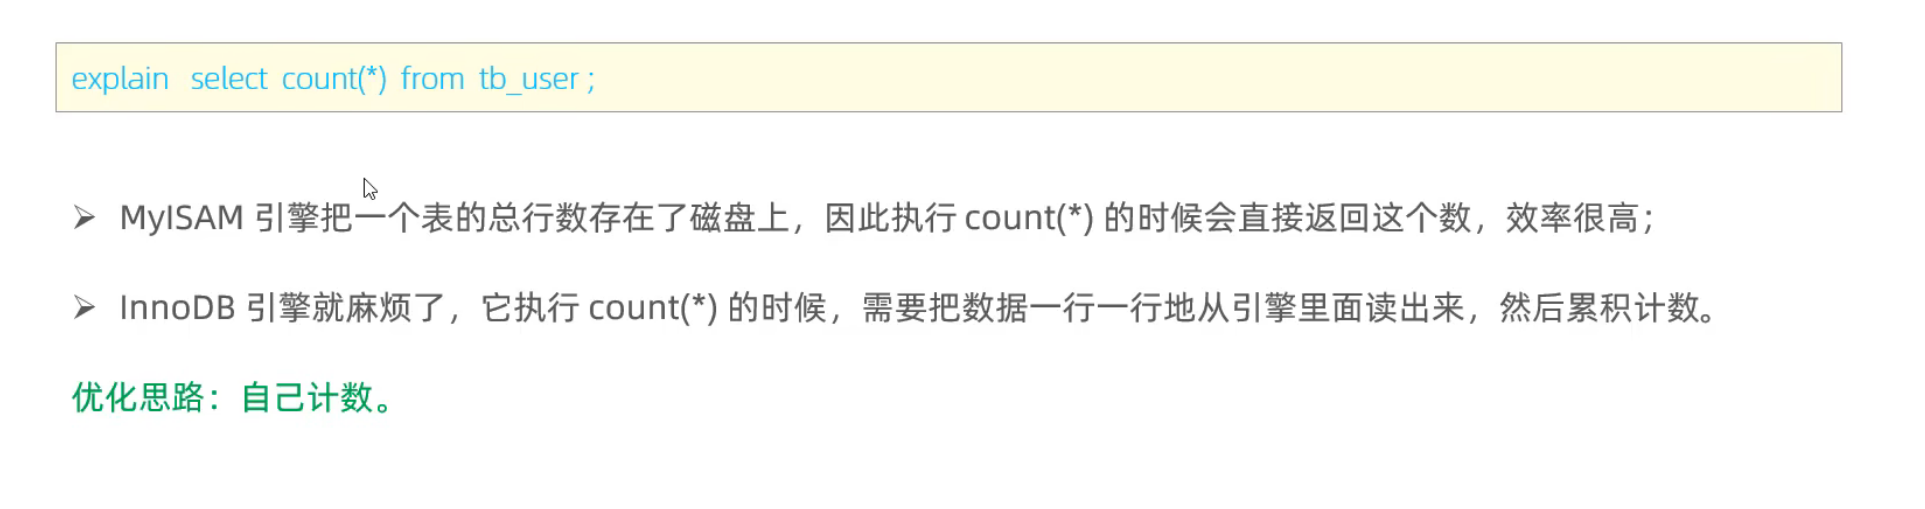 explain select count(*) from tb_user ;
➢ MyISAM 引擎把一个表的总行数存在了磁盘上，因此执行 count(*) 的时候会直接返回这个数，效率很高；
➢ InnoDB 引擎就麻烦了，它执行 count(*) 的时候，需要把数据一行一行地从引擎里面读出来，然后累积计数。
优化思路：自己计数。